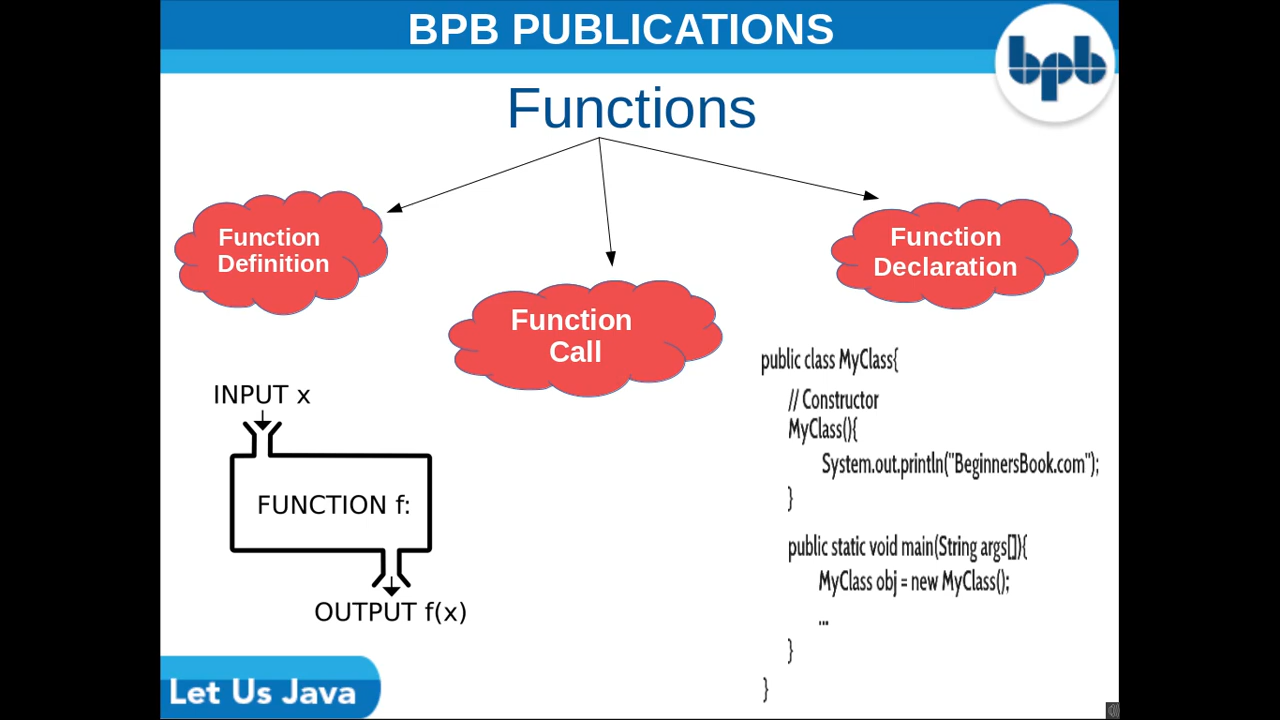 BPB PUBLICATIONS
bpb
Functions
Function
Definition
Function
Call
Function
Declaration
INPUT x
FUNCTION f:
OUTPUT f(x)
public class MyClass{
// Constructor
MyClass(){
System.out.println("BeginnersBook.com");
}
public static void main(String args[]){
MyClass obj = new MyClass();
...
}
}
Let Us Java